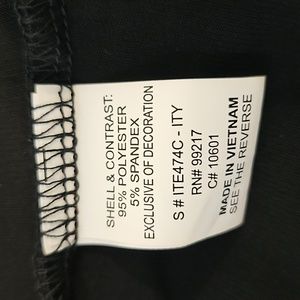 SHELL & CONTRAST:
95% POLYESTER
5% SPANDEX
EXCLUSIVE OF DECORATION
S # ITE474C - ITY
RN# 99217
C# 10601
MADE IN VIETNAM
SEE THE REVERSE